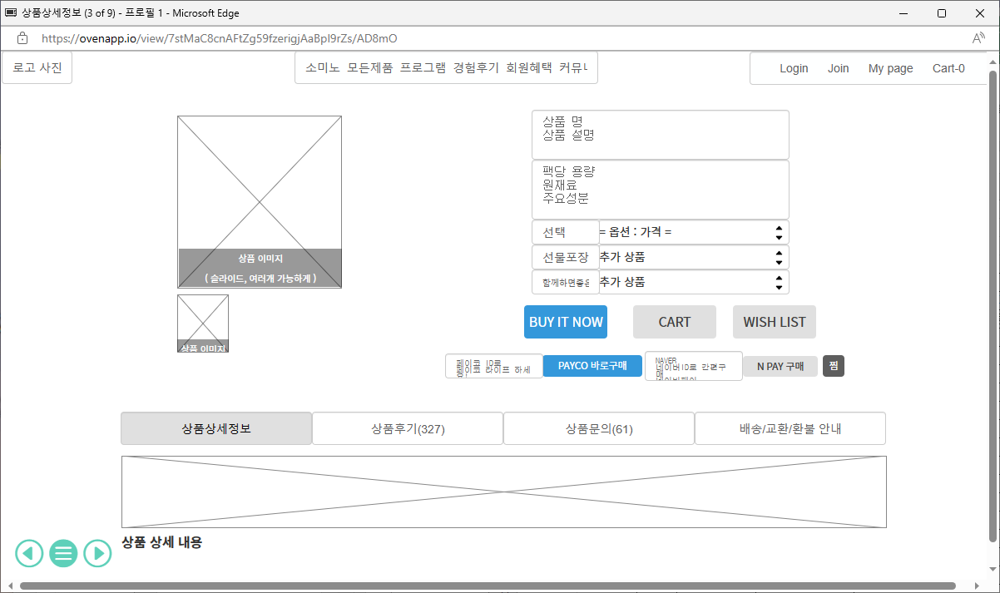 상품상세정보 (3 of 9) - 프로필 1 - Microsoft Edge
https://ovenapp.io/view/7stMaC8cnAFtZg59fzerigjAaBpI9rZs/AD8mO
로고 사진
소미노 모든제품 프로그램 경험후기 회원혜택 커뮤니
Login Join My page Cart-0
상품 명
상품 설명
팩당 용량
원재료
주요성분
선택
= 옵션 : 가격 =
선물포장
추가 상품
함께하면좋은
추가 상품
상품 이미지
( 슬라이드, 여러개 가능하게 )
상품 이미지
BUY IT NOW
CART
WISH LIST
페이코 ID로
페이코 라이프 하세
PAYCO 바로구매
NAVER
네이버ID로 간편구
매
네이버페이
N PAY 구매
찜
상품상세정보
상품후기(327)
상품문의(61)
배송/교환/환불 안내
상품 상세 내용